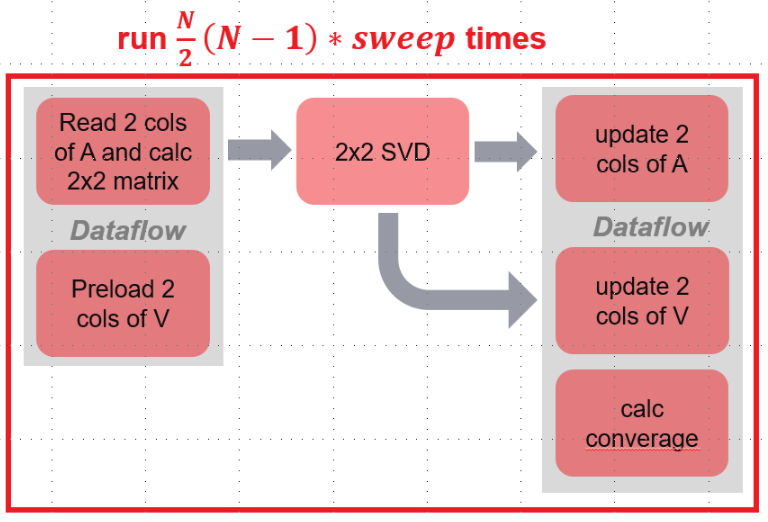 run N/2 (N − 1) ∗ sweep times
Read 2 cols
of A and calc
2x2 matrix
Dataflow
Preload 2
cols of V
2x2 SVD
update 2
cols of A
Dataflow
update 2
cols of V
calc
converage